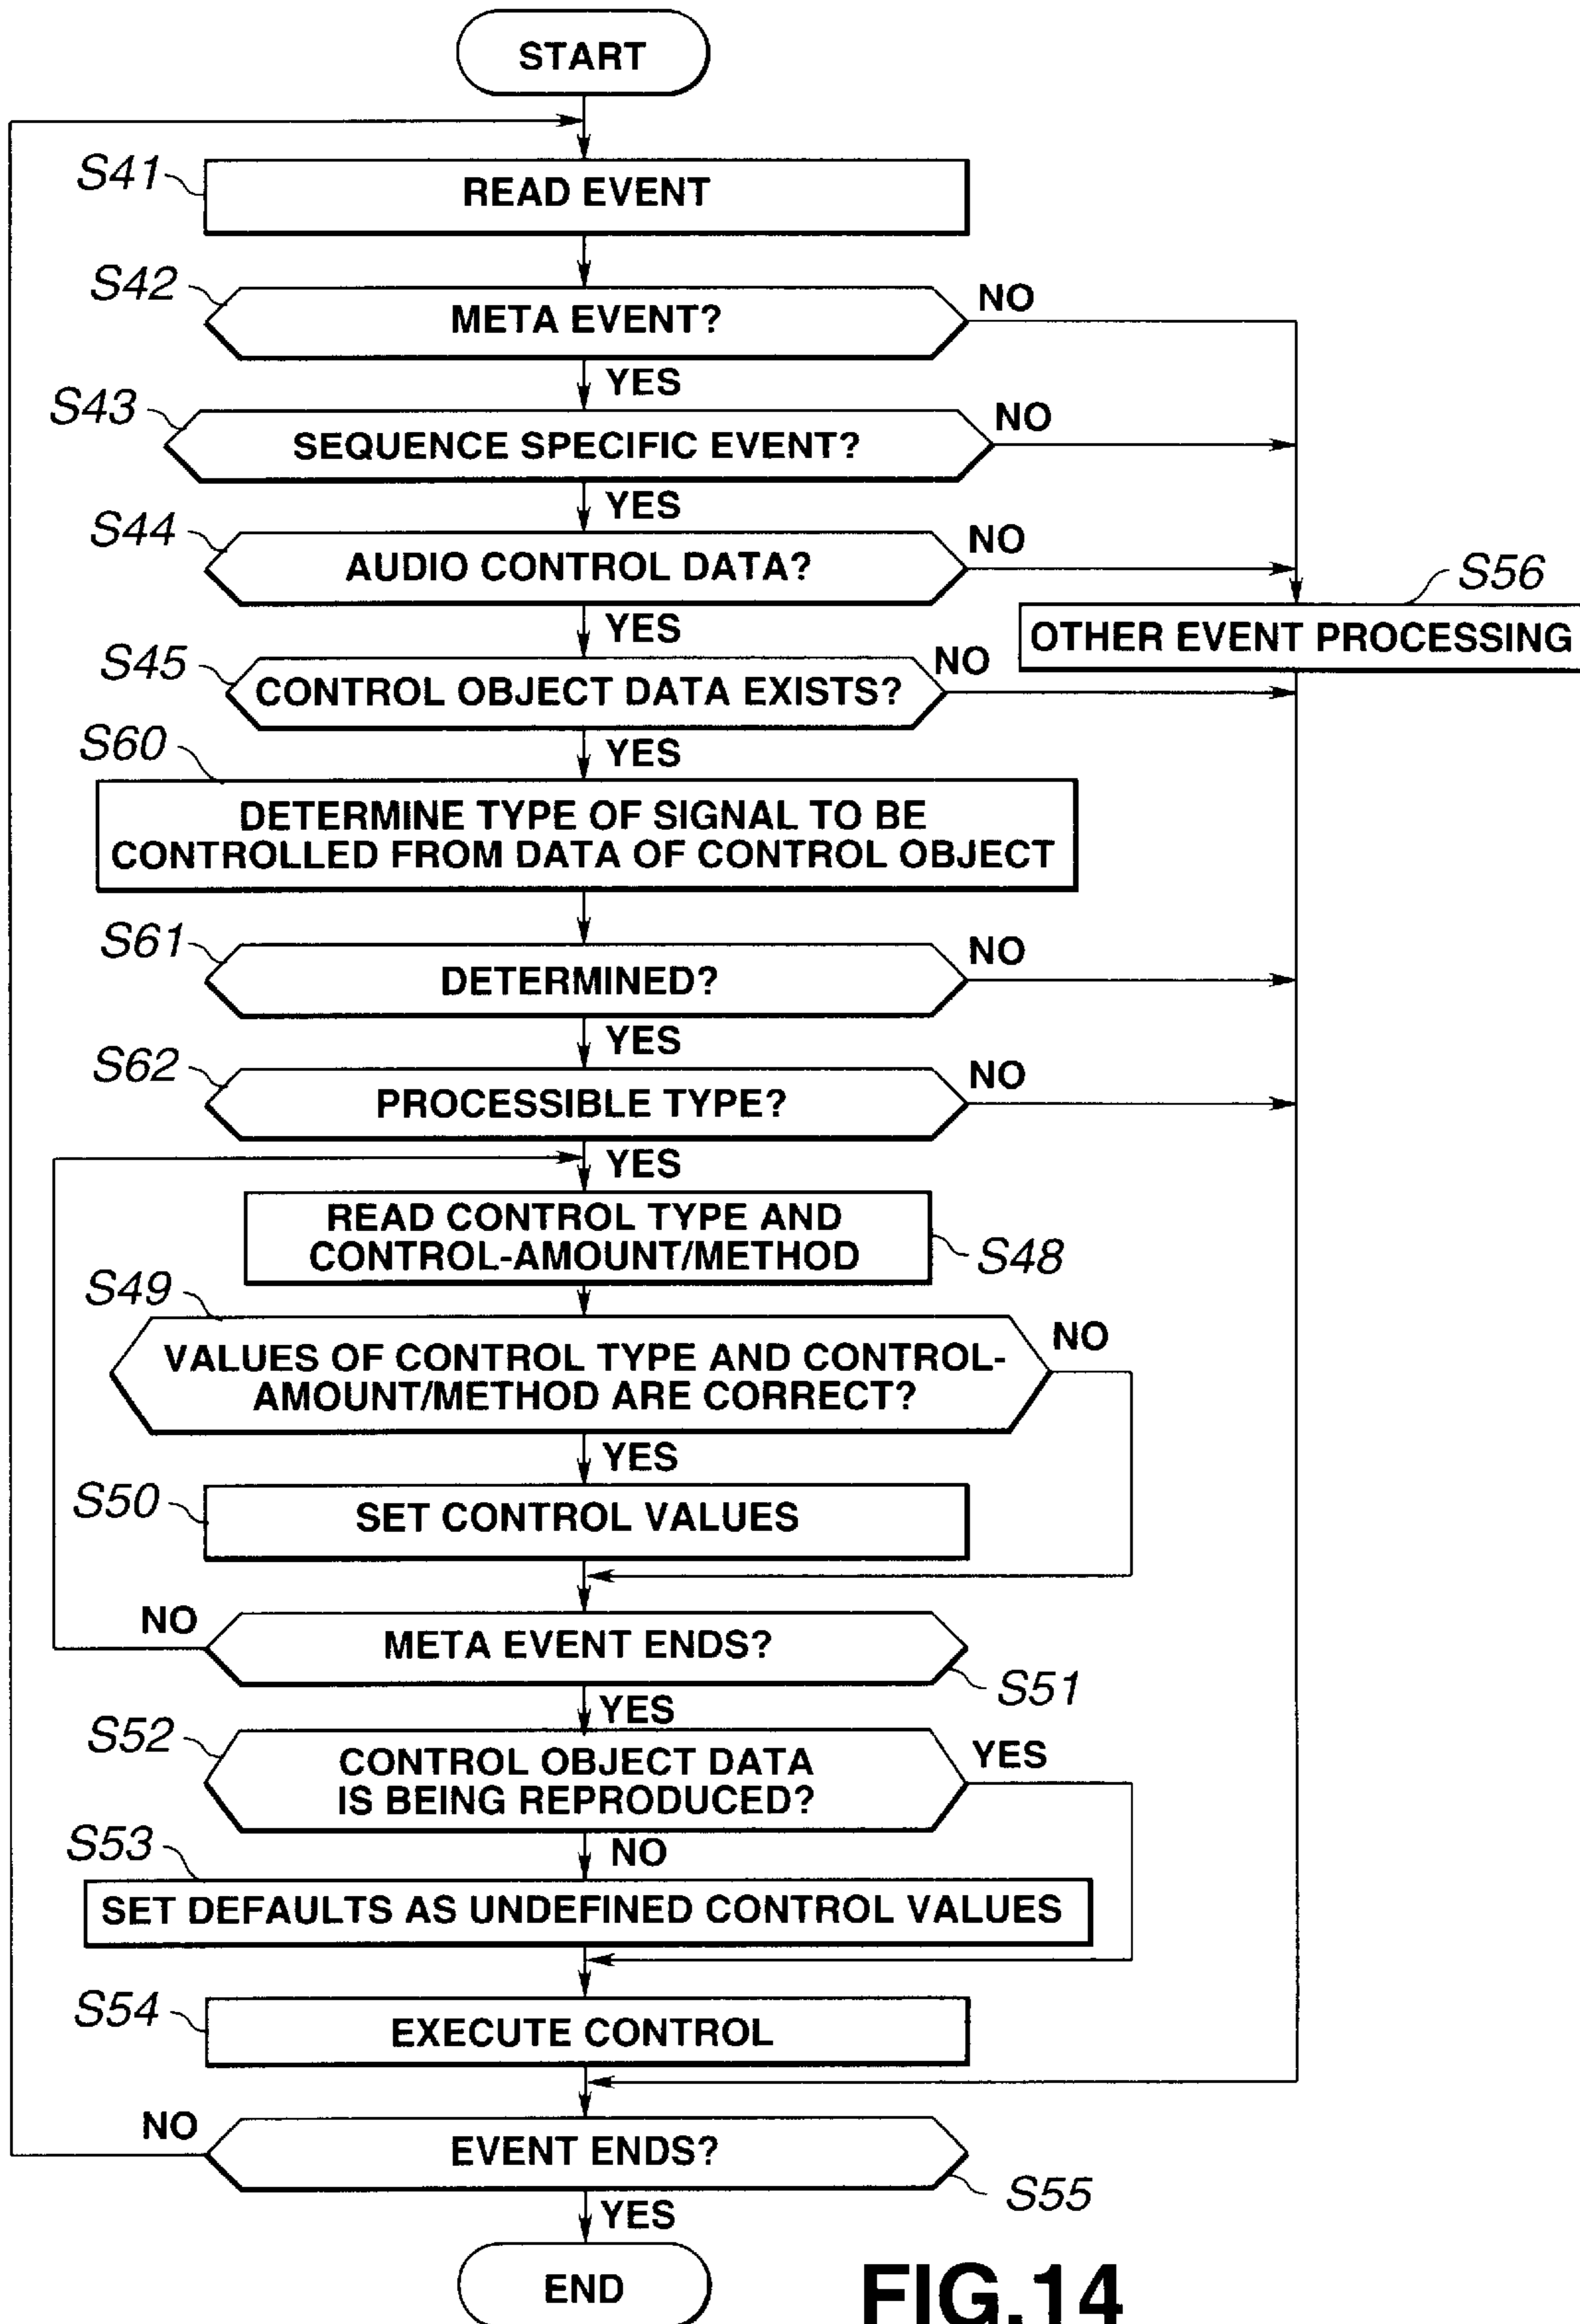 START
S41
READ EVENT
S42
META EVENT?
NO
YES
S43
SEQUENCE SPECIFIC EVENT?
NO
YES
S44
AUDIO CONTROL DATA?
NO
YES
S56
OTHER EVENT PROCESSING
S45
CONTROL OBJECT DATA EXISTS?
NO
YES
S60
DETERMINE TYPE OF SIGNAL TO BE
CONTROLLED FROM DATA OF CONTROL OBJECT
S61
DETERMINED?
NO
YES
S62
PROCESSIBLE TYPE?
NO
YES
READ CONTROL TYPE AND
CONTROL-AMOUNT/METHOD
S48
S49
VALUES OF CONTROL TYPE AND CONTROL-
AMOUNT/METHOD ARE CORRECT?
NO
YES
S50
SET CONTROL VALUES
NO
META EVENT ENDS?
S51
YES
S52
CONTROL OBJECT DATA
IS BEING REPRODUCED?
YES
NO
S53
SET DEFAULTS AS UNDEFINED CONTROL VALUES
S54
EXECUTE CONTROL
NO
EVENT ENDS?
S55
YES
END
FIG.14